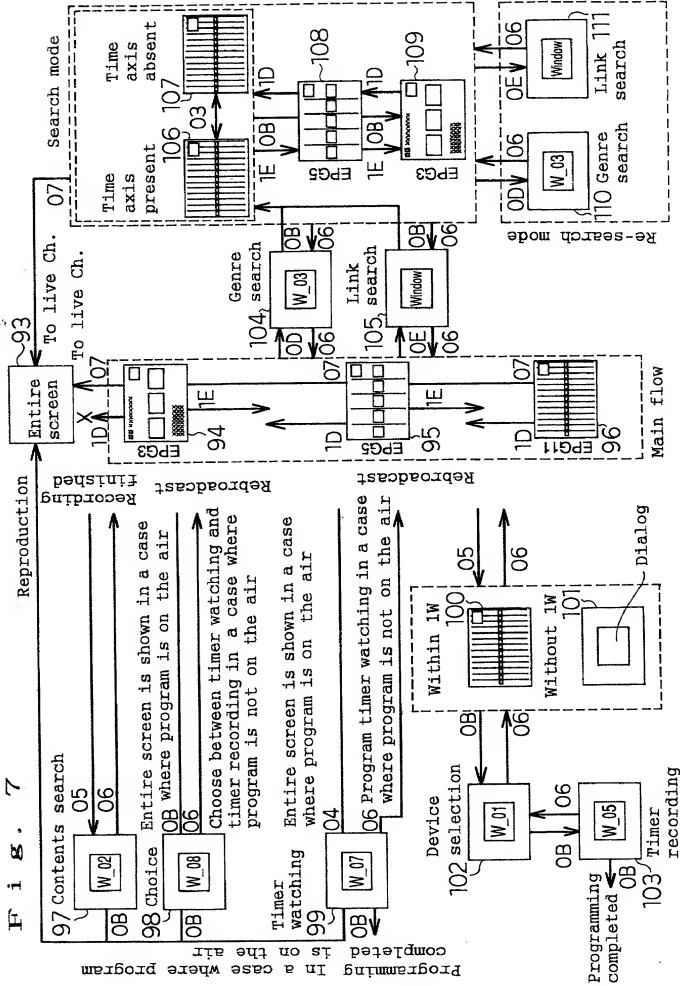 Fig. 7
Reproduction
Recording
finished
97
Contents search
W_02
0B
05
06
98
Choice
W_08
0B
0B
06
Entire screen is shown in a case
where program is on the air
Choose between timer watching and
timer recording in a case where
program is not on the air
Rebroadcast
Timer
watching
99
W_07
0B
04
06
Entire screen is shown in a case
where program is on the air
Program timer watching in a case
where program is not on the air
Rebroadcast
Programming In a case where program
completed is on the air
Device
selection
102
W_01
0B
06
0B
06
W_05
103
Timer
recording
0B
Programming
completed
Within 1W
100
Without 1W
101
Dialog
05
06
93
Entire
screen
To live Ch.
To live Ch.
07
07
1D
X
EPG3
94
1E
07
1D
EPG5
95
1E
07
1D
EPG11
96
Main flow
Genre
search
104
W_03
0D
06
0B
06
Link
search
105
Window
0E
06
0B
06
Search mode
Time
axis
present
106
03
Time
axis
absent
107
1E
0B
1D
EPG5
108
1E
0B
1D
EPG3
109
0D
06
W_03
110
Genre search
0E
06
Window
111
Link
search
Re-search mode